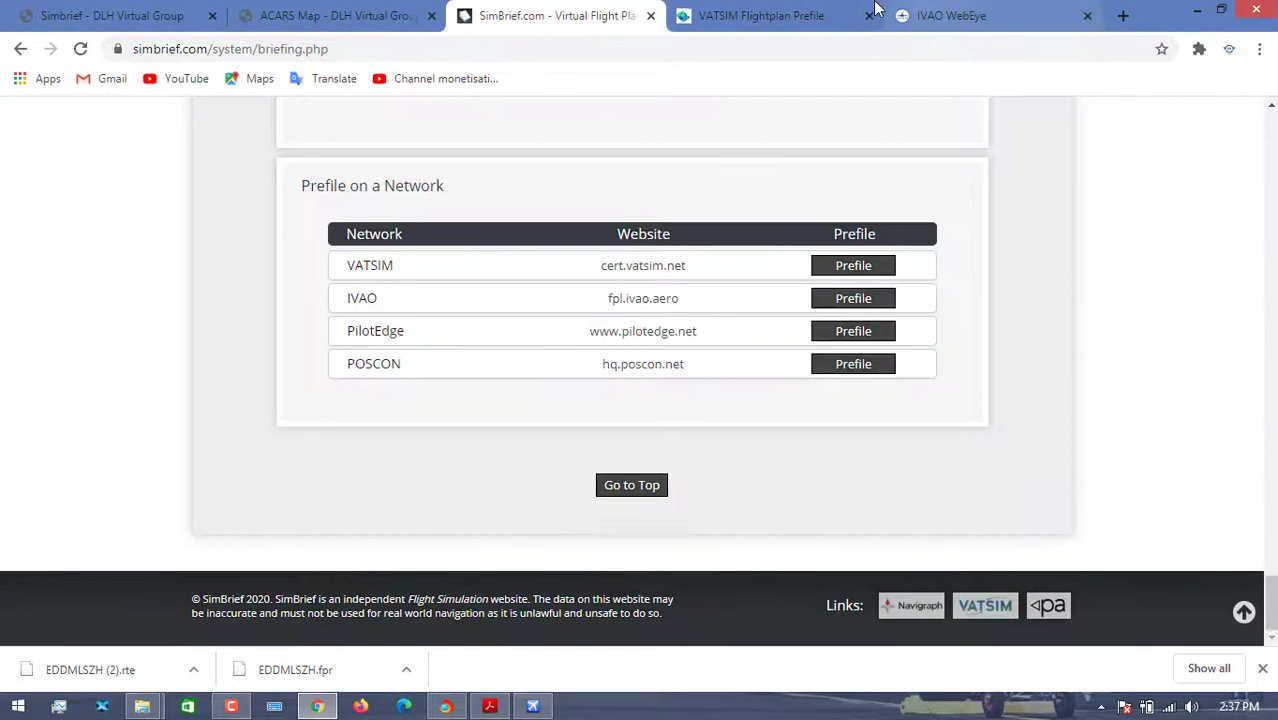 Simbrief - DLH Virtual Group
ACARS Map - DLH Virtual Grou
SimBrief.com - Virtual Flight Pla
VATSIM Flightplan Prefile
IVAO WebEye
simbrief.com/system/briefing.php
Apps
Gmail
YouTube
Maps
Translate
Channel monetisati...
Prefile on a Network
Network Website Prefile
VATSIM cert.vatsim.net Prefile
IVAO fpl.ivao.aero Prefile
PilotEdge www.pilotedge.net Prefile
POSCON hq.poscon.net Prefile
Go to Top
© SimBrief 2020. SimBrief is an independent Flight Simulation website. The data on this website may
be inaccurate and must not be used for real world navigation as it is unlawful and unsafe to do so.
Links:
Navigraph
VATSIM
pa
EDDMLSZH (2).rte
EDDMLSZH.fpr
Show all
2:37 PM